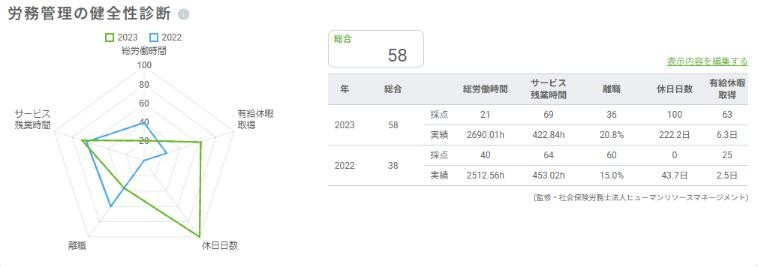 労務管理の健全性診断
2023 2022
総労働時間
100
80
60
40
20
サービス
残業時間
有給休暇
取得
離職
休日日数
総合
58
表示内容を編集する
年 総合 総労働時間 サービス残業時間 離職 休日日数 有給休暇取得
2023 58 採点 21 69 36 100 63
実績 2690.01h 422.84h 20.8% 222.2日 6.3日
2022 38 採点 40 64 60 0 25
実績 2512.56h 453.02h 15.0% 43.7日 2.5日
(監修・社会保険労務士法人ヒューマンリソースマネージメント)